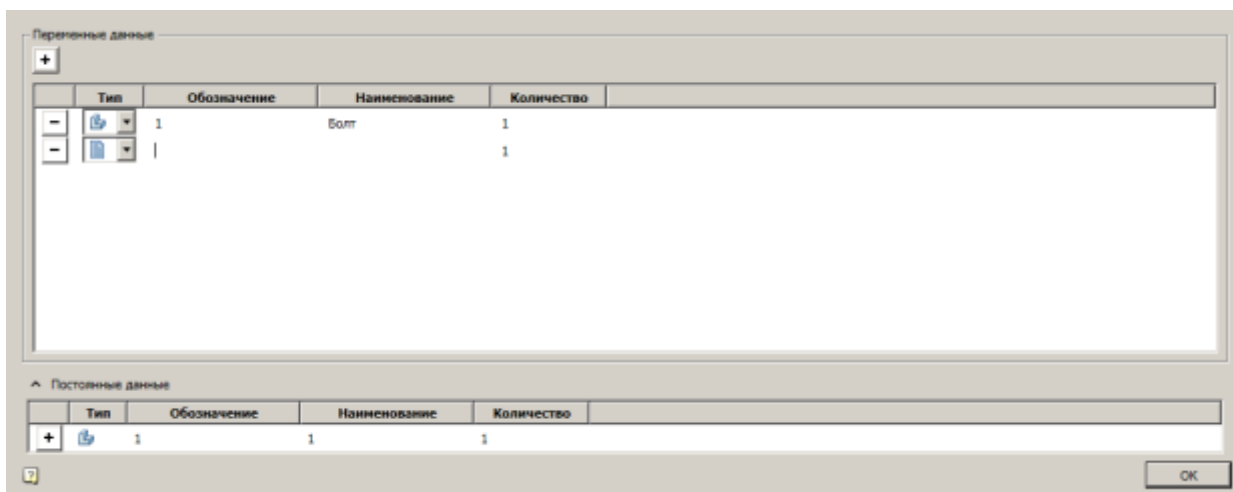 Переменные данные
+
Тип Обозначение Наименование Количество
- 1 Болт 1
- 1
Постоянные данные
Тип Обозначение Наименование Количество
+ 1 1 1
? OK